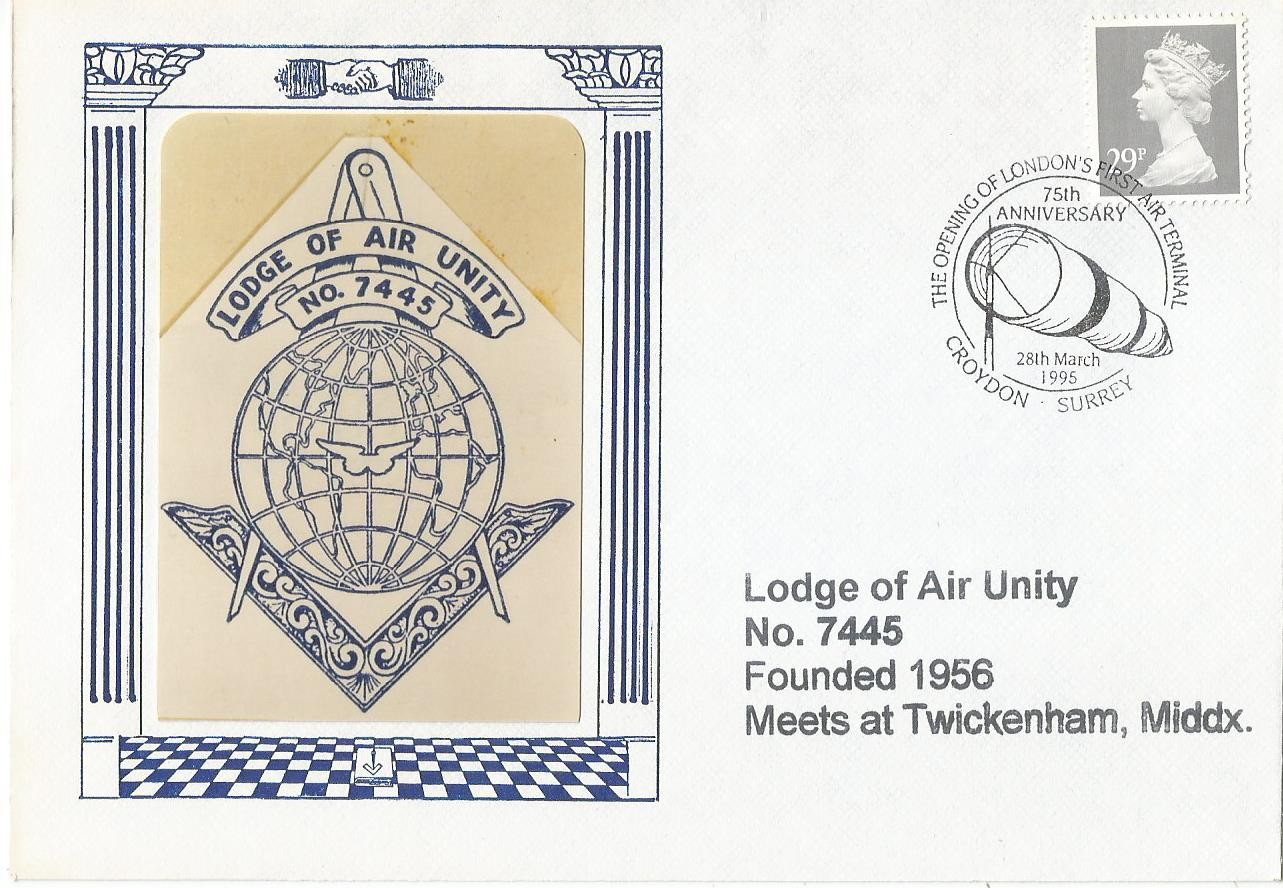 LODGE OF AIR UNITY
NO. 7445
29P
THE OPENING OF LONDON'S FIRST AIR TERMINAL
75th
ANNIVERSARY
28th March
1995
CROYDON · SURREY
Lodge of Air Unity
No. 7445
Founded 1956
Meets at Twickenham, Middx.